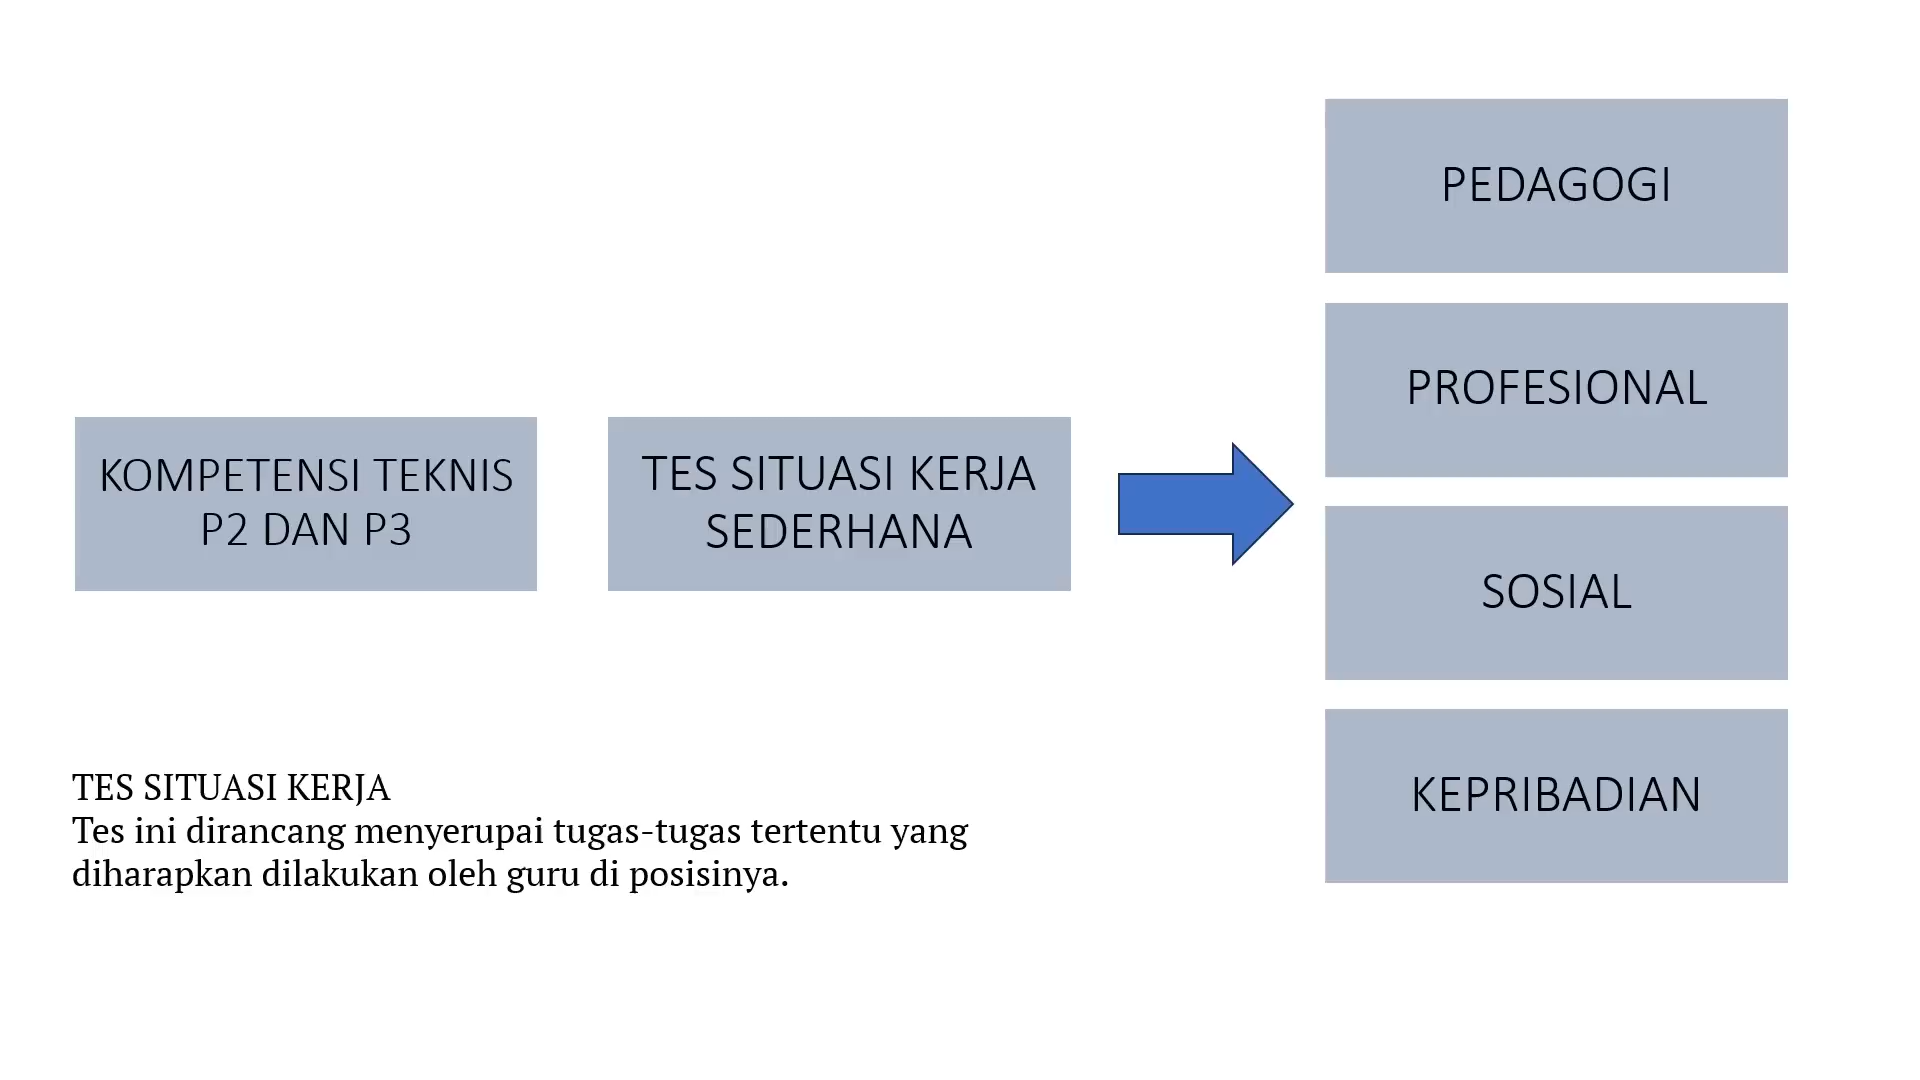 KOMPETENSI TEKNIS
P2 DAN P3
TES SITUASI KERJA
SEDERHANA
PEDAGOGI
PROFESIONAL
SOSIAL
KEPRIBADIAN
TES SITUASI KERJA
Tes ini dirancang menyerupai tugas-tugas tertentu yang
diharapkan dilakukan oleh guru di posisinya.